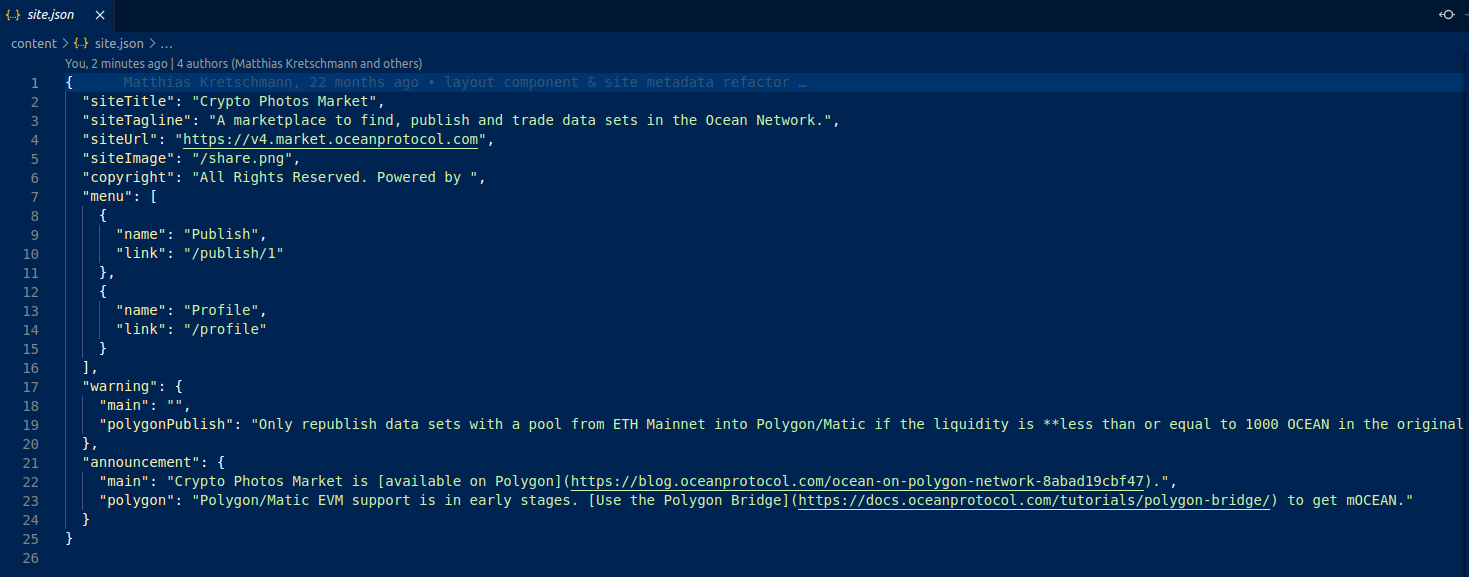 {..} site.json ×
content > {..} site.json > ...
You, 2 minutes ago | 4 authors (Matthias Kretschmann and others)
1 { Matthias Kretschmann, 22 months ago • layout component & site metadata refactor …
2 "siteTitle": "Crypto Photos Market",
3 "siteTagline": "A marketplace to find, publish and trade data sets in the Ocean Network.",
4 "siteUrl": "https://v4.market.oceanprotocol.com",
5 "siteImage": "/share.png",
6 "copyright": "All Rights Reserved. Powered by ",
7 "menu": [
8 {
9 "name": "Publish",
10 "link": "/publish/1"
11 },
12 {
13 "name": "Profile",
14 "link": "/profile"
15 }
16 ],
17 "warning": {
18 "main": "",
19 "polygonPublish": "Only republish data sets with a pool from ETH Mainnet into Polygon/Matic if the liquidity is **less than or equal to 1000 OCEAN in the original
20 },
21 "announcement": {
22 "main": "Crypto Photos Market is [available on Polygon](https://blog.oceanprotocol.com/ocean-on-polygon-network-8abad19cbf47).",
23 "polygon": "Polygon/Matic EVM support is in early stages. [Use the Polygon Bridge](https://docs.oceanprotocol.com/tutorials/polygon-bridge/) to get mOCEAN."
24 }
25 }
26